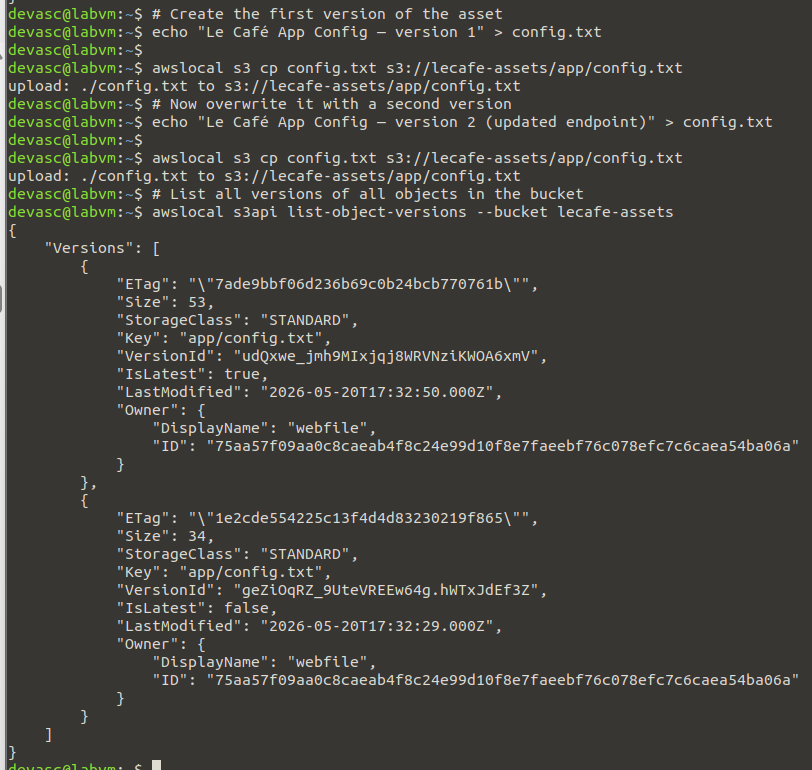 devasc@labvm:~$ # Create the first version of the asset
devasc@labvm:~$ echo "Le Café App Config — version 1" > config.txt
devasc@labvm:~$
devasc@labvm:~$ awslocal s3 cp config.txt s3://lecafe-assets/app/config.txt
upload: ./config.txt to s3://lecafe-assets/app/config.txt
devasc@labvm:~$ # Now overwrite it with a second version
devasc@labvm:~$ echo "Le Café App Config — version 2 (updated endpoint)" > config.txt
devasc@labvm:~$
devasc@labvm:~$ awslocal s3 cp config.txt s3://lecafe-assets/app/config.txt
upload: ./config.txt to s3://lecafe-assets/app/config.txt
devasc@labvm:~$ # List all versions of all objects in the bucket
devasc@labvm:~$ awslocal s3api list-object-versions --bucket lecafe-assets
{
    "Versions": [
        {
            "ETag": "\"7ade9bbf06d236b69c0b24bcb770761b\"",
            "Size": 53,
            "StorageClass": "STANDARD",
            "Key": "app/config.txt",
            "VersionId": "udQxwe_jmh9MIxjqj8WRVNziKWOA6xmV",
            "IsLatest": true,
            "LastModified": "2026-05-20T17:32:50.000Z",
            "Owner": {
                "DisplayName": "webfile",
                "ID": "75aa57f09aa0c8caeab4f8c24e99d10f8e7faeebf76c078efc7c6caea54ba06a"
            }
        },
        {
            "ETag": "\"1e2cde554225c13f4d4d83230219f865\"",
            "Size": 34,
            "StorageClass": "STANDARD",
            "Key": "app/config.txt",
            "VersionId": "geZiOqRZ_9UteVREEw64g.hWTxJdEf3Z",
            "IsLatest": false,
            "LastModified": "2026-05-20T17:32:29.000Z",
            "Owner": {
                "DisplayName": "webfile",
                "ID": "75aa57f09aa0c8caeab4f8c24e99d10f8e7faeebf76c078efc7c6caea54ba06a"
            }
        }
    ]
}
devasc@labvm:~$